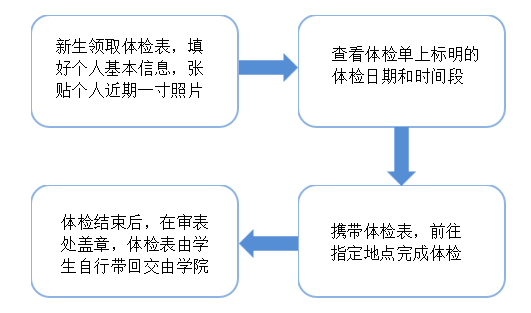 新生领取体检表，填
好个人基本信息，张
贴个人近期一寸照片
查看体检单上标明的
体检日期和时间段
携带体检表，前往
指定地点完成体检
体检结束后，在审表
处盖章，体检表由学
生自行带回交由学院